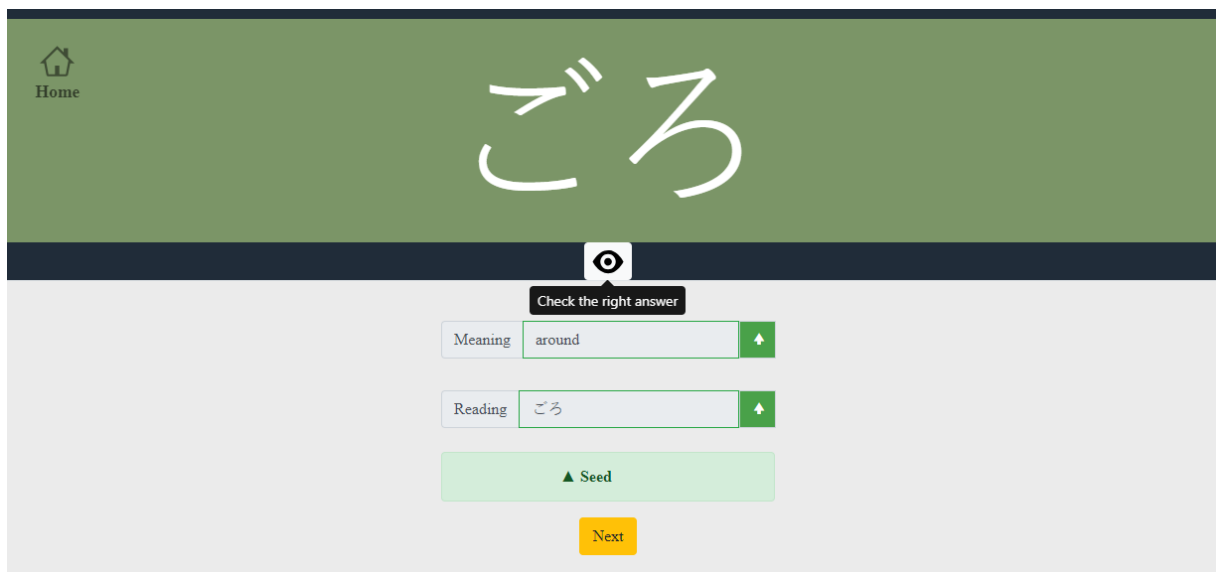 Home
ごろ
Check the right answer
Meaning around
Reading ごろ
▲ Seed
Next